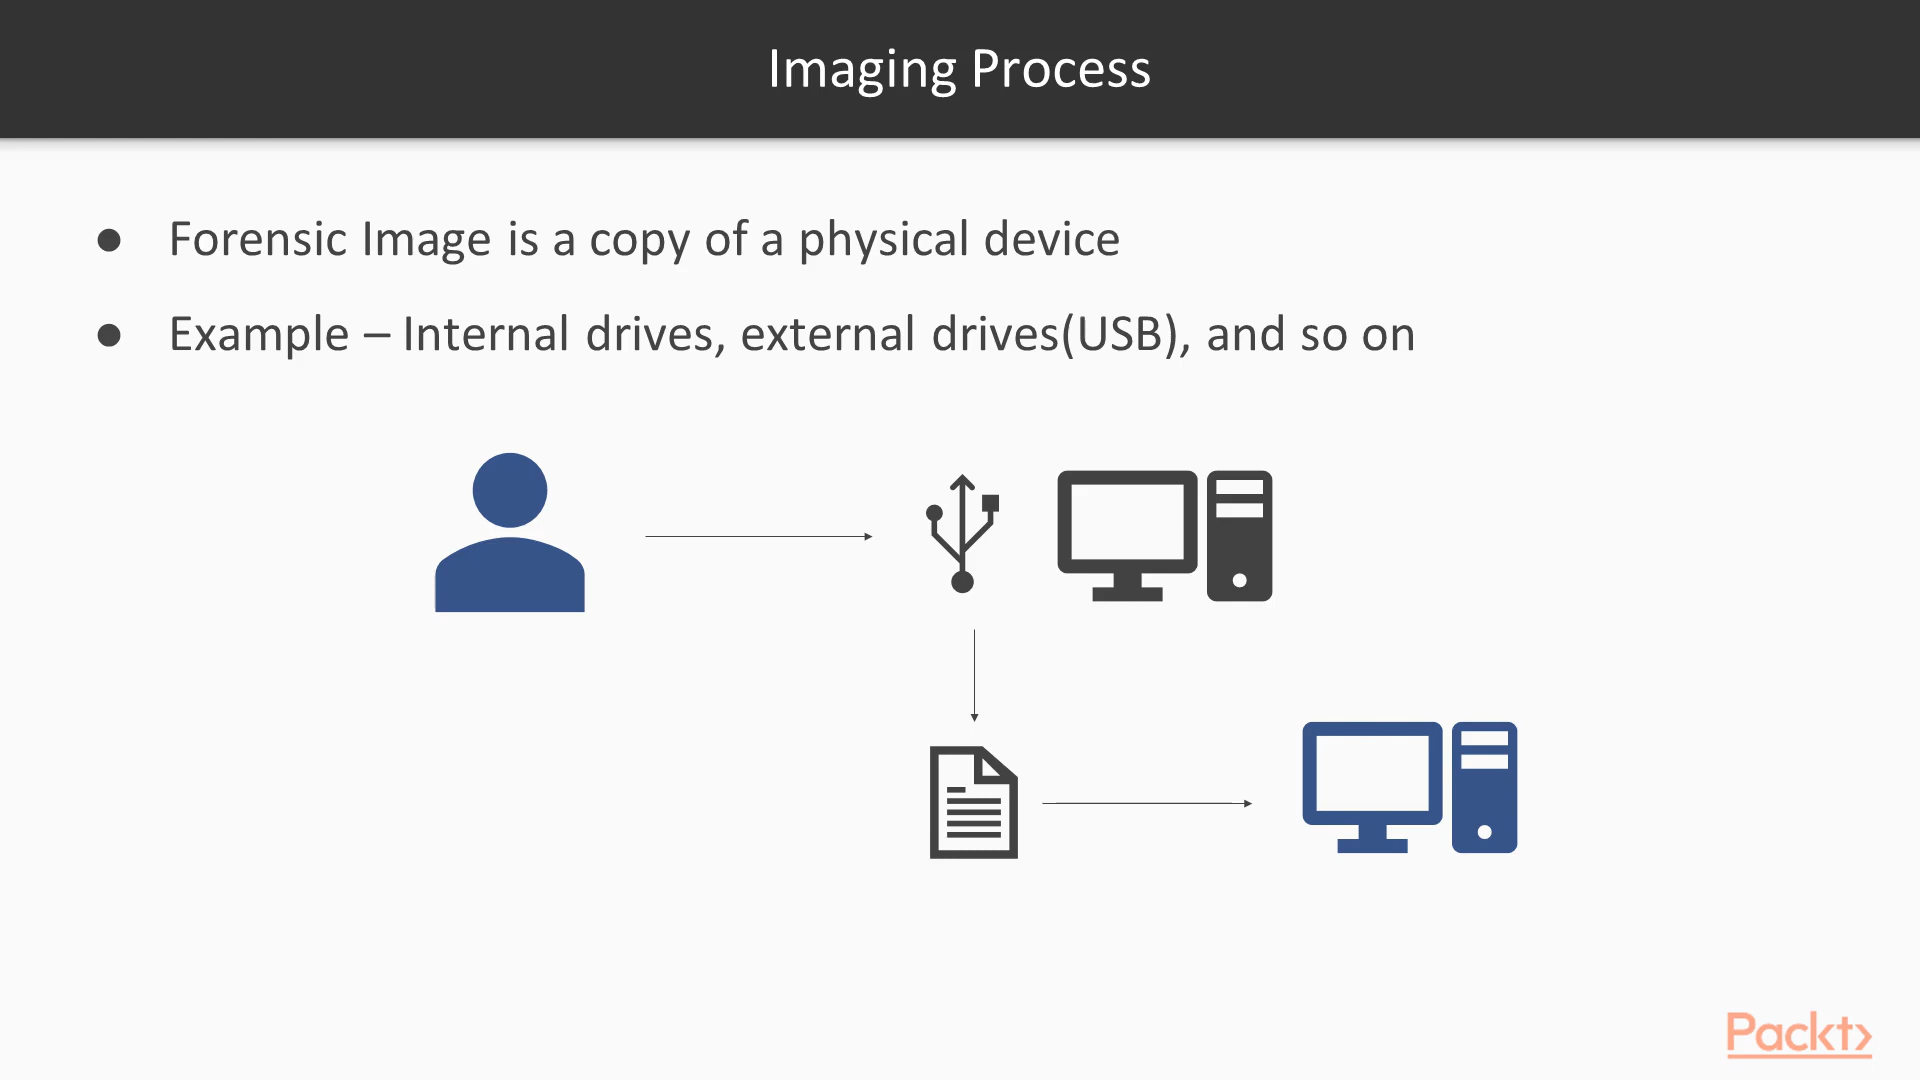 Imaging Process
● Forensic Image is a copy of a physical device
● Example – Internal drives, external drives(USB), and so on
Packt>